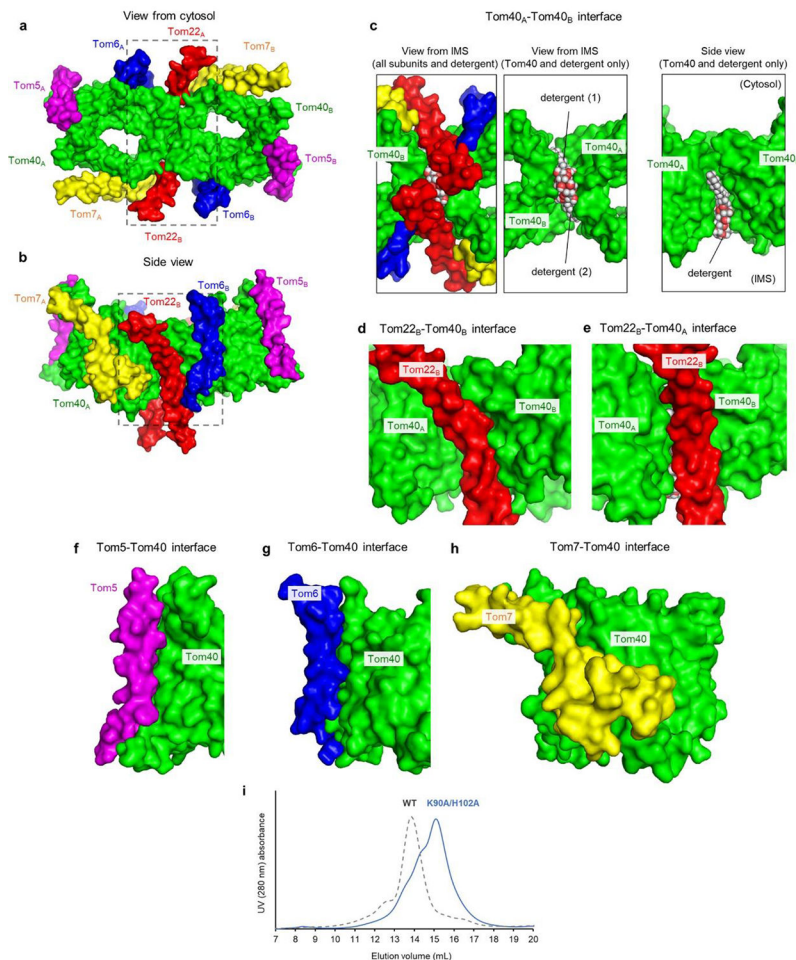 a
View from cytosol
Tom6A
Tom22A
Tom7B
Tom5A
Tom40B
Tom40A
Tom5B
Tom7A
Tom6B
Tom22B
b
Side view
Tom7A
Tom22B
Tom6B
Tom5B
Tom40A
c
Tom40A-Tom40B interface
View from IMS
(all subunits and detergent)
View from IMS
(Tom40 and detergent only)
Side view
(Tom40 and detergent only)
Tom40B
detergent (1)
Tom40A
Tom40B
detergent (2)
(Cytosol)
Tom40A
Tom40
detergent
(IMS)
d
Tom22B-Tom40B interface
Tom22B
Tom40A
Tom40B
e
Tom22B-Tom40A interface
Tom22B
Tom40A
Tom40B
f
Tom5-Tom40 interface
Tom5
Tom40
g
Tom6-Tom40 interface
Tom6
Tom40
h
Tom7-Tom40 interface
Tom7
Tom40
i
WT
K90A/H102A
UV (280 nm) absorbance
7 8 9 10 11 12 13 14 15 16 17 18 19 20
Elution volume (mL)